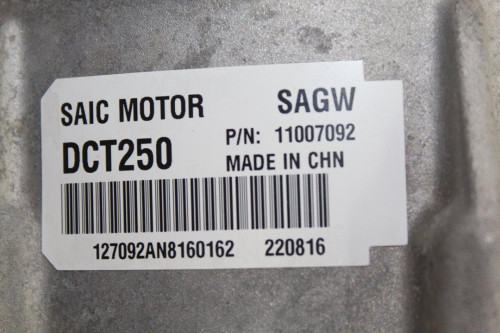 SAIC MOTOR SAGW
DCT250 P/N: 11007092
MADE IN CHN
127092AN8160162 220816